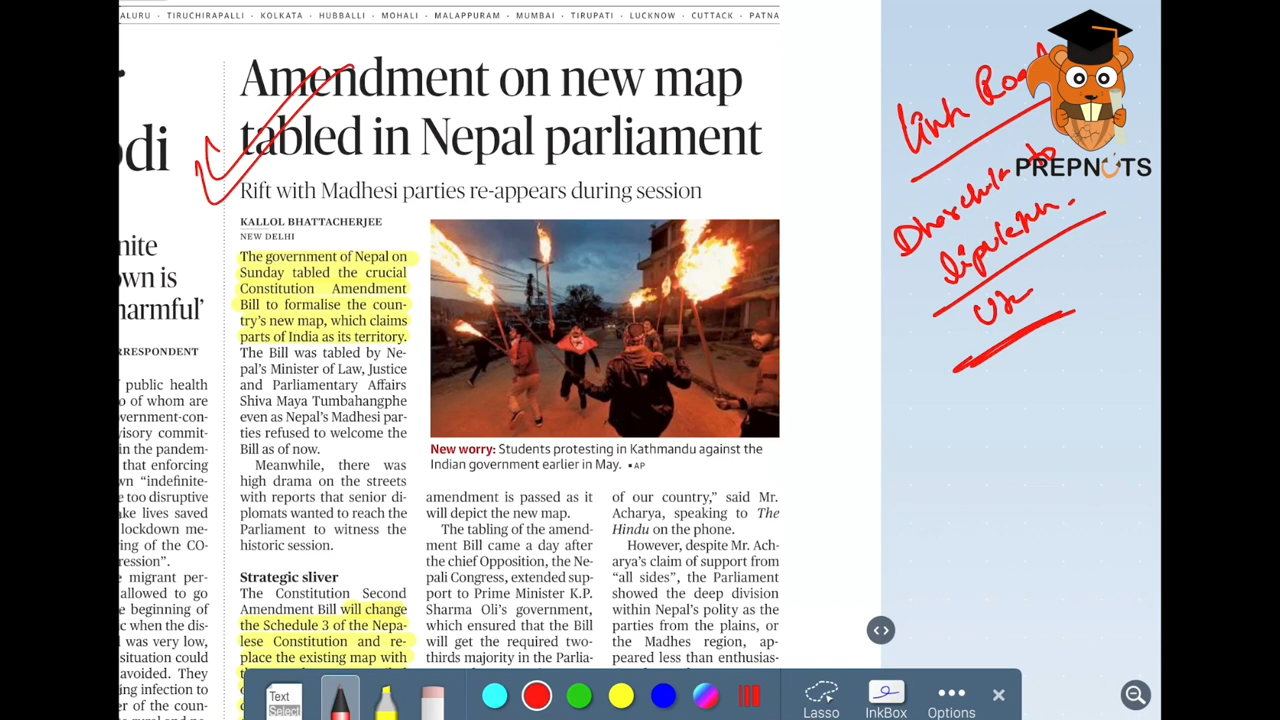 ALURU • TIRUCHIRAPALLI • KOLKATA • HUBBALLI • MOHALI • MALAPPURAM • MUMBAI • TIRUPATI • LUCKNOW • CUTTACK • PATNA
odi
nite
wn is
harmful'
RRESPONDENT
public health
o of whom are
vernment-con-
visory commit-
in the pandem-
that enforcing
wn “indefinite-
e too disruptive
ke lives saved
lockdown me-
ring of the CO-
ression”.
e migrant per-
allowed to go
e beginning of
ic when the dis-
was very low,
situation could
avoided. They
ng infection to
Amendment on new map
tabled in Nepal parliament
Rift with Madhesi parties re-appears during session
KALLOL BHATTACHERJEE
NEW DELHI
The government of Nepal on
Sunday tabled the crucial
Constitution Amendment
Bill to formalise the coun-
try's new map, which claims
parts of India as its territory.
The Bill was tabled by Ne-
pal's Minister of Law, Justice
and Parliamentary Affairs
Shiva Maya Tumbahangphe
even as Nepal's Madhesi par-
ties refused to welcome the
Bill as of now.
Meanwhile, there was
high drama on the streets
with reports that senior di-
plomats wanted to reach the
Parliament to witness the
historic session.
Strategic sliver
The Constitution Second
Amendment Bill will change
the Schedule 3 of the Nepa-
lese Constitution and re-
place the existing map with
New worry: Students protesting in Kathmandu against the
Indian government earlier in May. • AP
amendment is passed as it
will depict the new map.
The tabling of the amend-
ment Bill came a day after
the chief Opposition, the Ne-
pali Congress, extended sup-
port to Prime Minister K.P.
Sharma Oli's government,
which ensured that the Bill
will get the required two-
thirds majority in the Parlia-
of our country,” said Mr.
Acharya, speaking to The
Hindu on the phone.
However, despite Mr. Ach-
arya's claim of support from
“all sides”, the Parliament
showed the deep division
within Nepal's polity as the
parties from the plains, or
the Madhes region, ap-
peared less than enthusias-
Link Road
PREPNUTS
Dharchula to
Lipulekh.
UK
Text
Select
Lasso
InkBox
Options